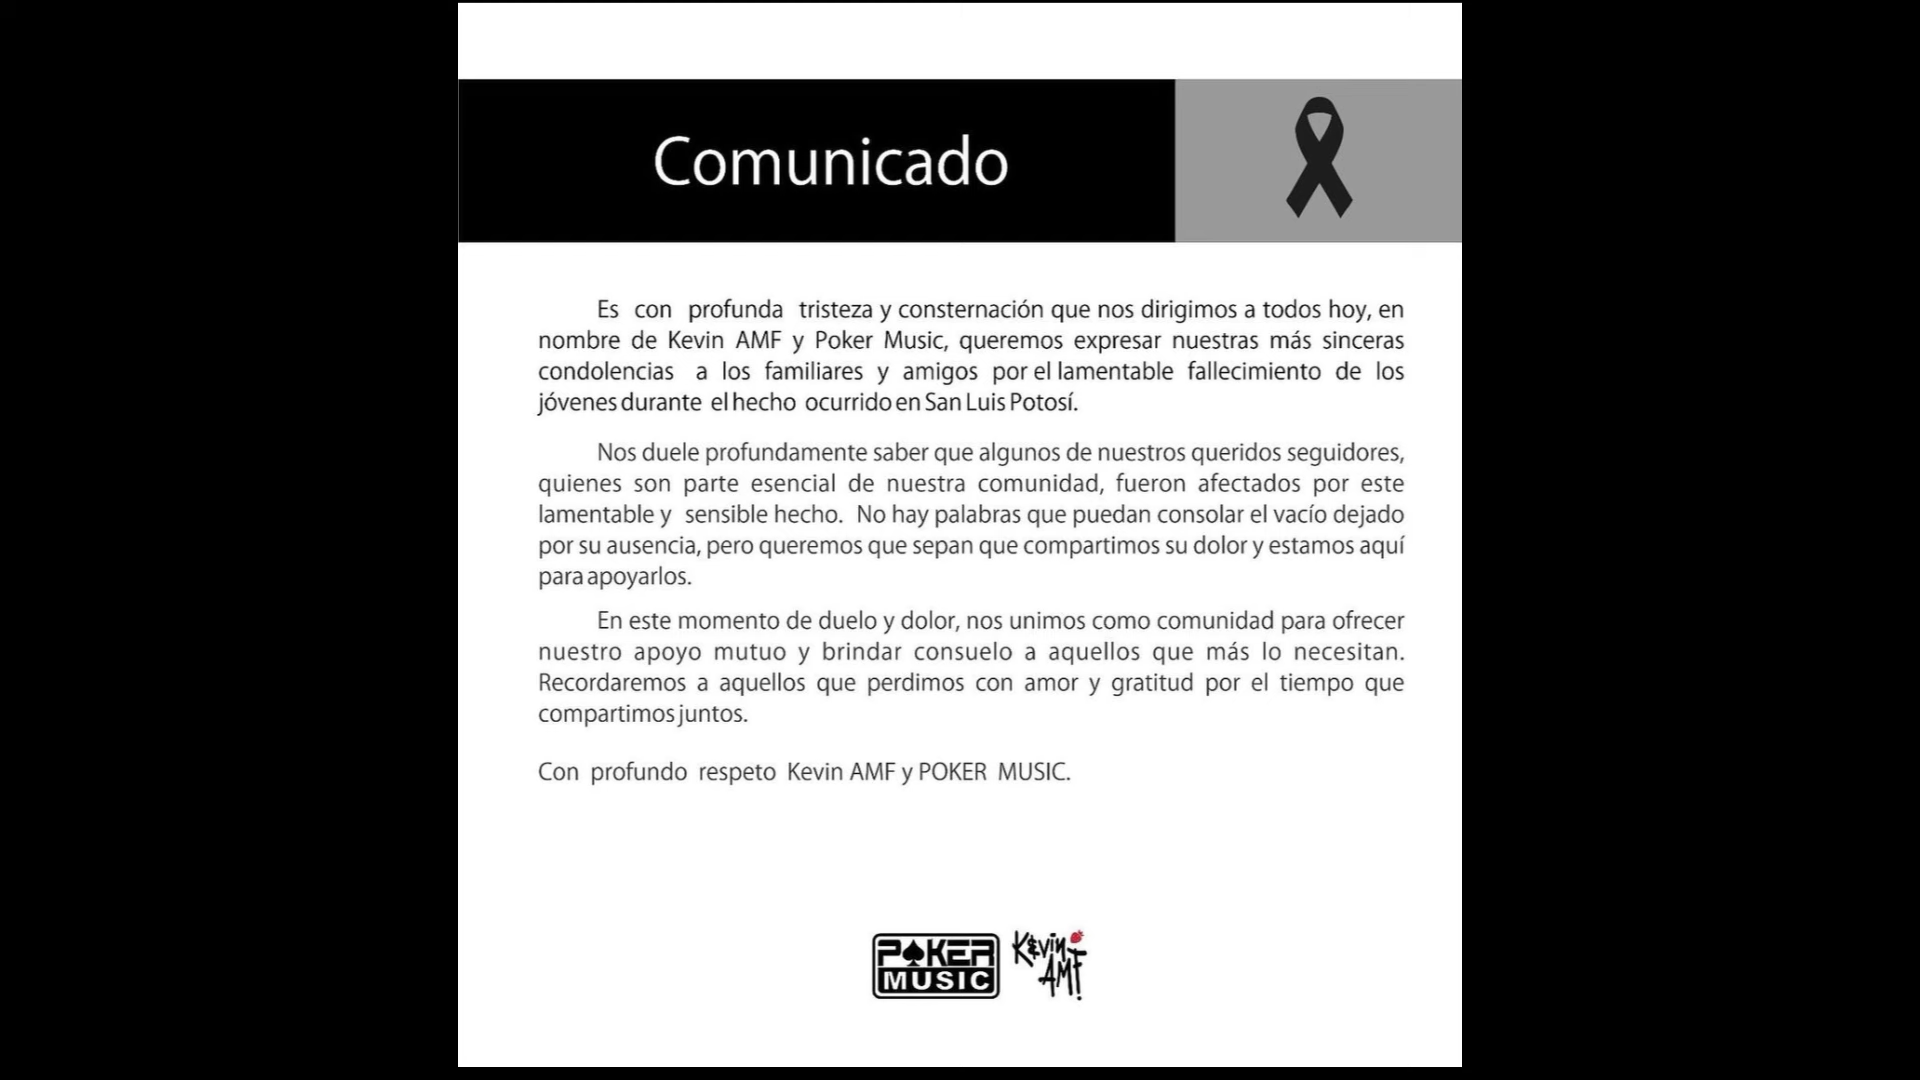 Comunicado
Es con profunda tristeza y consternación que nos dirigimos a todos hoy, en
nombre de Kevin AMF y Poker Music, queremos expresar nuestras más sinceras
condolencias a los familiares y amigos por el lamentable fallecimiento de los
jóvenes durante el hecho ocurrido en San Luis Potosí.
Nos duele profundamente saber que algunos de nuestros queridos seguidores,
quienes son parte esencial de nuestra comunidad, fueron afectados por este
lamentable y sensible hecho. No hay palabras que puedan consolar el vacío dejado
por su ausencia, pero queremos que sepan que compartimos su dolor y estamos aquí
para apoyarlos.
En este momento de duelo y dolor, nos unimos como comunidad para ofrecer
nuestro apoyo mutuo y brindar consuelo a aquellos que más lo necesitan.
Recordaremos a aquellos que perdimos con amor y gratitud por el tiempo que
compartimos juntos.
Con profundo respeto Kevin AMF y POKER MUSIC.
POKER
MUSIC
Kevin
AMF